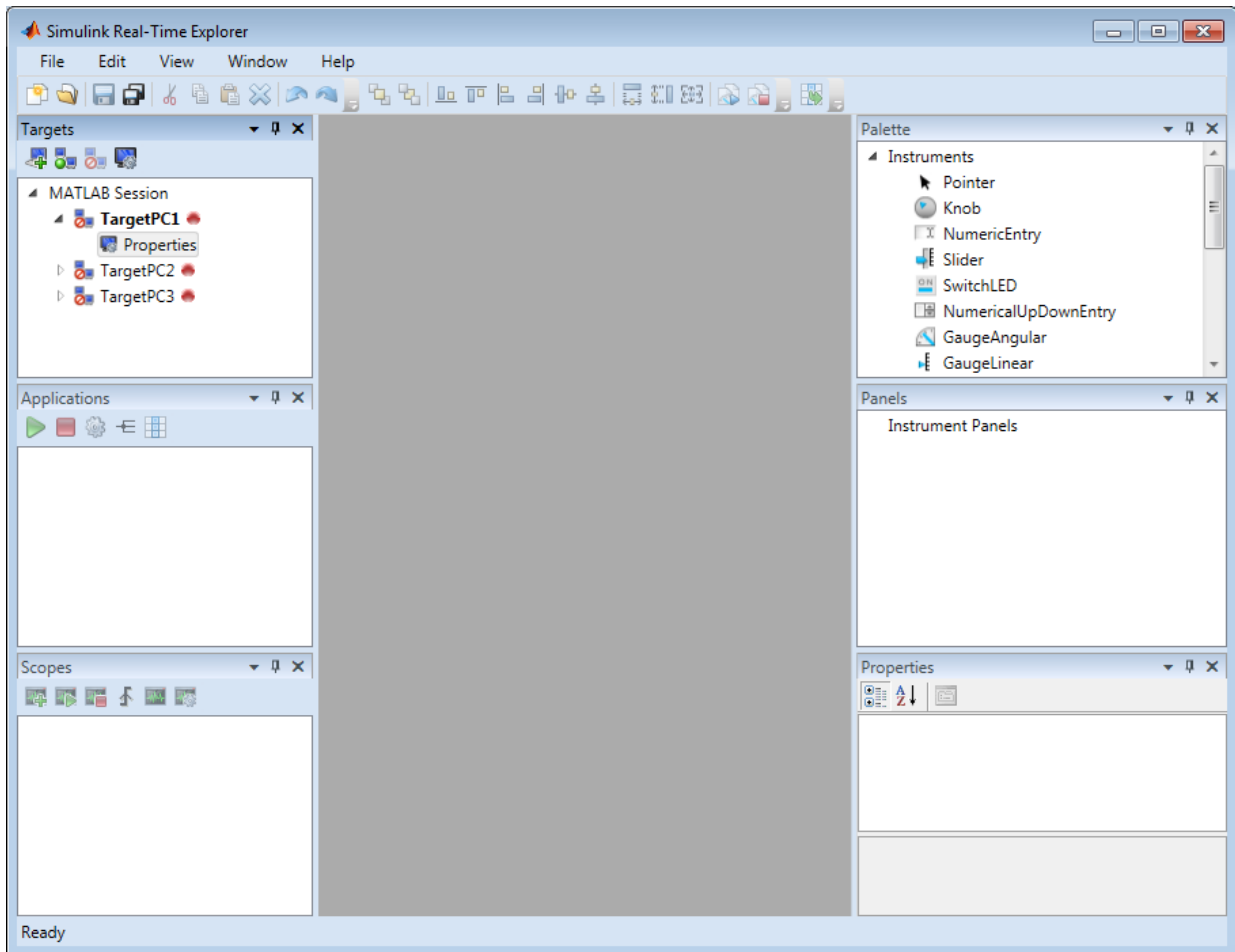 Simulink Real-Time Explorer
File Edit View Window Help
Targets
MATLAB Session
TargetPC1
Properties
TargetPC2
TargetPC3
Applications
Scopes
Palette
Instruments
Pointer
Knob
NumericEntry
Slider
ON
SwitchLED
NumericalUpDownEntry
GaugeAngular
GaugeLinear
Panels
Instrument Panels
Properties
A
Z
Ready